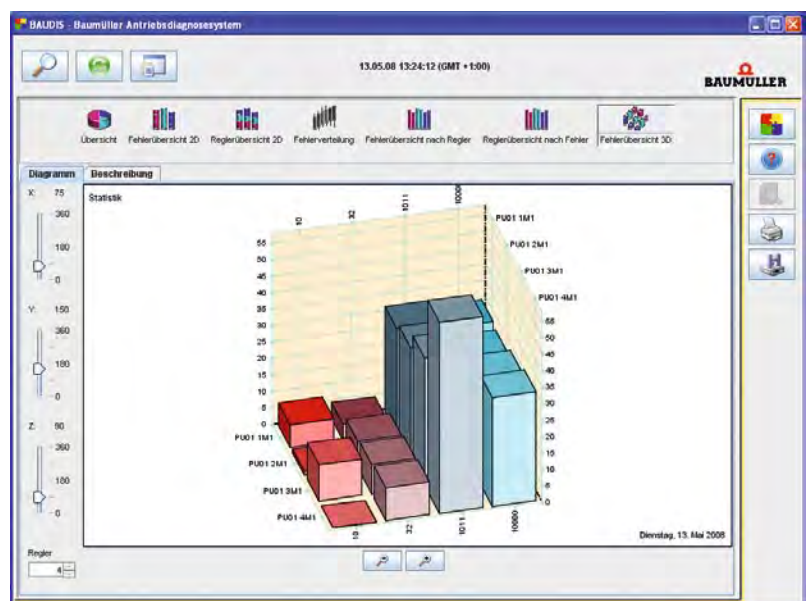 BAUDIS - Baumüller Antriebsdiagnosesystem
13.05.08 13:24:12 (GMT +1:00)
BAUMÜLLER
Übersicht
Fehlerübersicht 2D
Reglerübersicht 2D
Fehlerverteilung
Fehlerübersicht nach Regler
Reglerübersicht nach Fehler
Fehlerübersicht 3D
Diagramm
Beschreibung
X: 75
360
180
0
Y: 150
360
180
0
Z: 90
360
180
0
Regler
4
Statistik
10
32
1011
10000
PU01 1M1
PU01 2M1
PU01 3M1
PU01 4M1
55
50
45
40
35
30
25
20
15
10
5
0
55
50
45
40
35
30
25
20
15
10
5
0
PU01 1M1
PU01 2M1
PU01 3M1
PU01 4M1
10
32
1011
10000
Dienstag, 13. Mai 2008